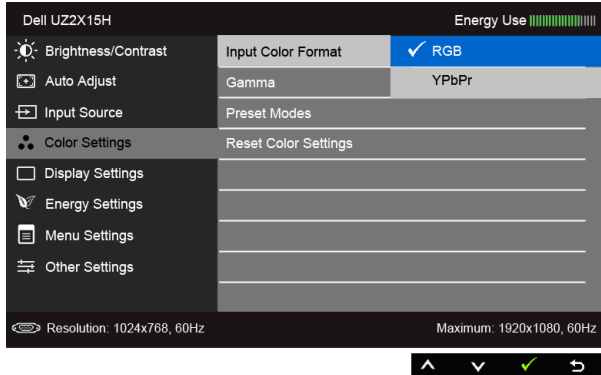 Dell UZ2X15H Energy Use
Brightness/Contrast Input Color Format RGB
Auto Adjust Gamma YPbPr
Input Source Preset Modes
Color Settings Reset Color Settings
Display Settings
Energy Settings
Menu Settings
Other Settings
Resolution: 1024x768, 60Hz Maximum: 1920x1080, 60Hz